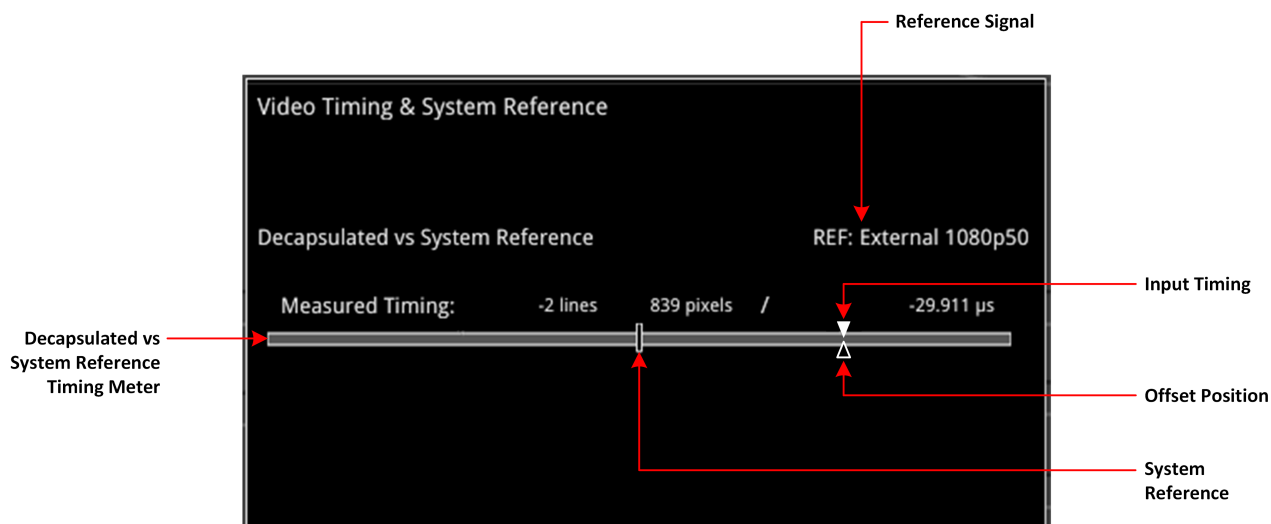 Reference Signal
Video Timing & System Reference
Decapsulated vs System Reference
REF: External 1080p50
Input Timing
Measured Timing: -2 lines 839 pixels / -29.911 µs
Decapsulated vs
System Reference
Timing Meter
Offset Position
System
Reference